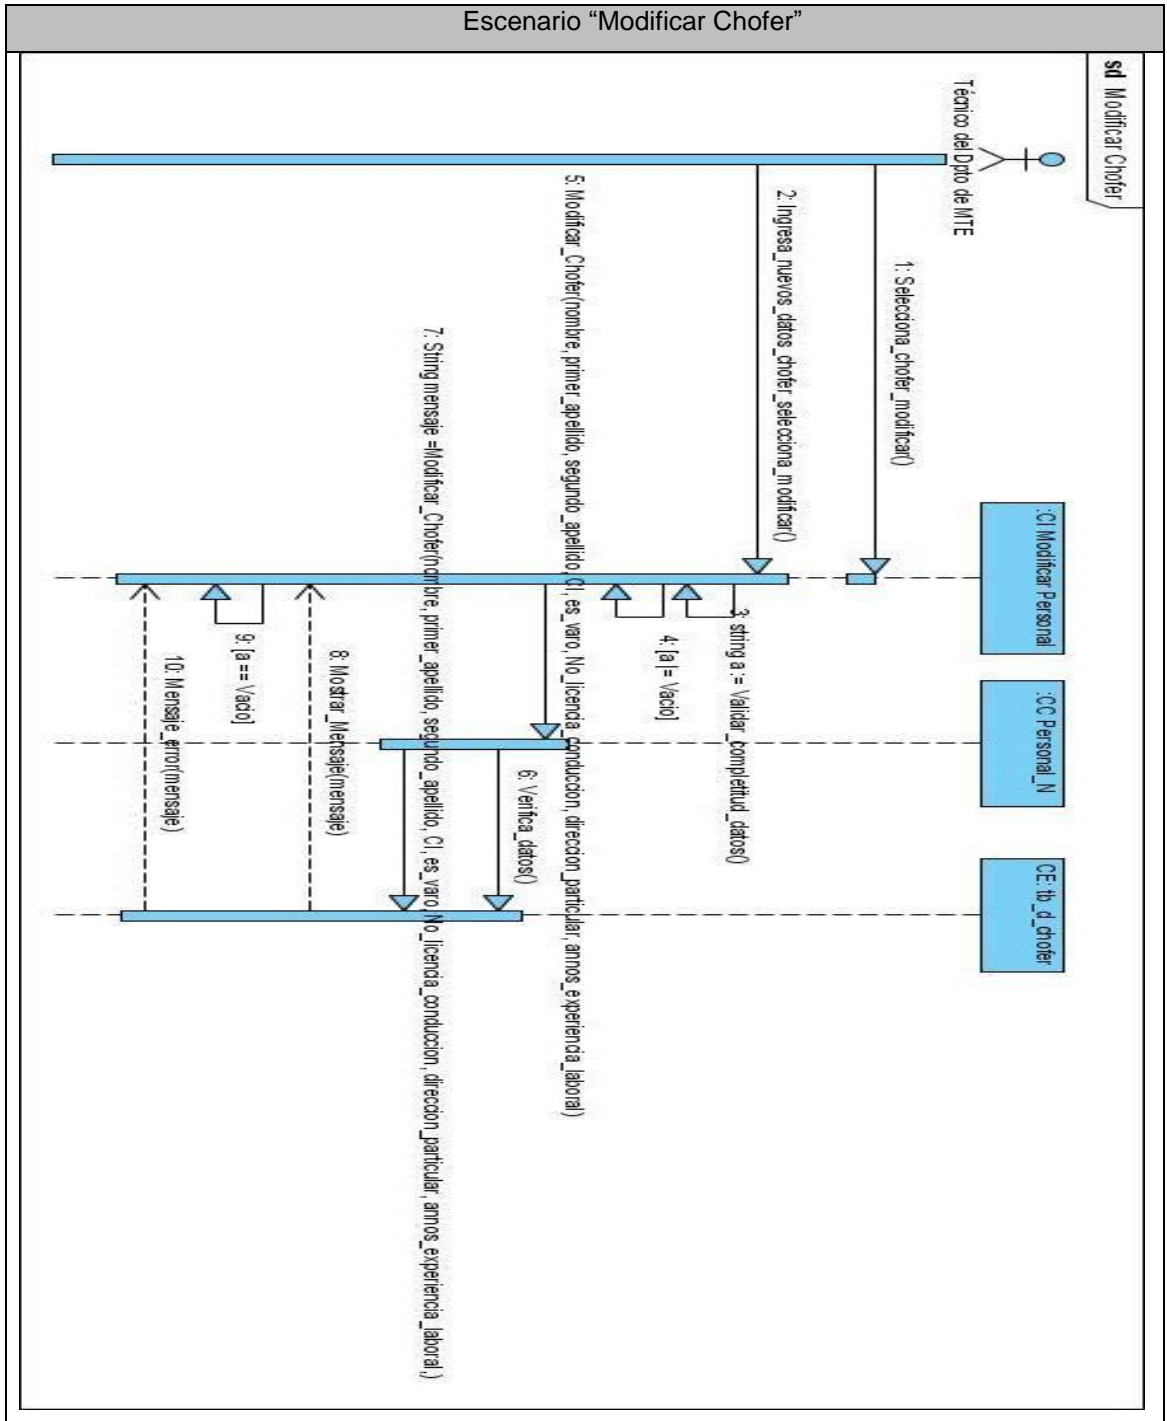 Escenario “Modificar Chofer”
sd Modificar Chofer
Técnico del Dpto de MTE
:CI Modificar Personal
:CC Personal_N
CE: tb_d_chofer
1: Selecciona_chofer_modificar()
2: Ingresa_nuevos_datos_chofer_selecciona_modificar()
3: string a := Validar_completitud_datos()
4: [a|= Vacio]
5: Modificar_Chofer(nombre, primer_apellido, segundo_apellido, CI, es_varo, No_licencia_conduccion, direccion_particular, annos_experiencia_laboral)
6: Verifica_datos()
7: String mensaje =Modificar_Chofer(nombre, primer_apellido, segundo_apellido, CI, es_varo, No_licencia_conduccion, direccion_particular, annos_experiencia_laboral,)
8: Mostrar_Mensaje(mensaje)
9: [a == Vacio]
10: Mensaje_error(mensaje)